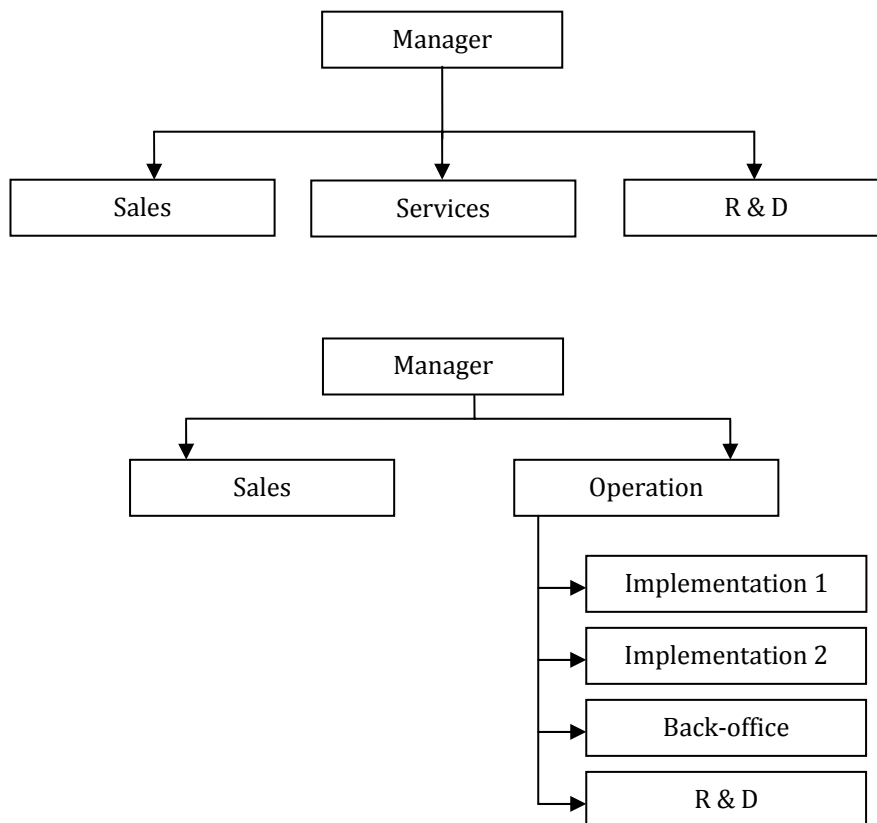 Manager
Sales
Services
R & D
Manager
Sales
Operation
Implementation 1
Implementation 2
Back-office
R & D